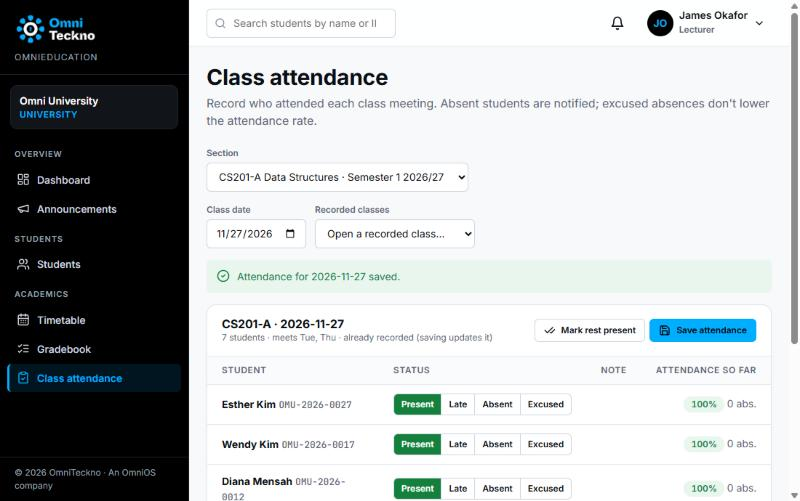 Omni
Teckno
OMNIEDUCATION
Omni University
UNIVERSITY
OVERVIEW
Dashboard
Announcements
STUDENTS
Students
ACADEMICS
Timetable
Gradebook
Class attendance
© 2026 OmniTeckno · An OmniOS
company
Search students by name or II
JO
James Okafor
Lecturer
Class attendance
Record who attended each class meeting. Absent students are notified; excused absences don't lower
the attendance rate.
Section
CS201-A Data Structures · Semester 1 2026/27
Class date
Recorded classes
11/27/2026
Open a recorded class...
Attendance for 2026-11-27 saved.
CS201-A · 2026-11-27
7 students · meets Tue, Thu · already recorded (saving updates it)
Mark rest present
Save attendance
STUDENT STATUS NOTE ATTENDANCE SO FAR
Esther Kim OMU-2026-0027 Present Late Absent Excused 100% 0 abs.
Wendy Kim OMU-2026-0017 Present Late Absent Excused 100% 0 abs.
Diana Mensah OMU-2026-
0012 Present Late Absent Excused 100% 0 abs.